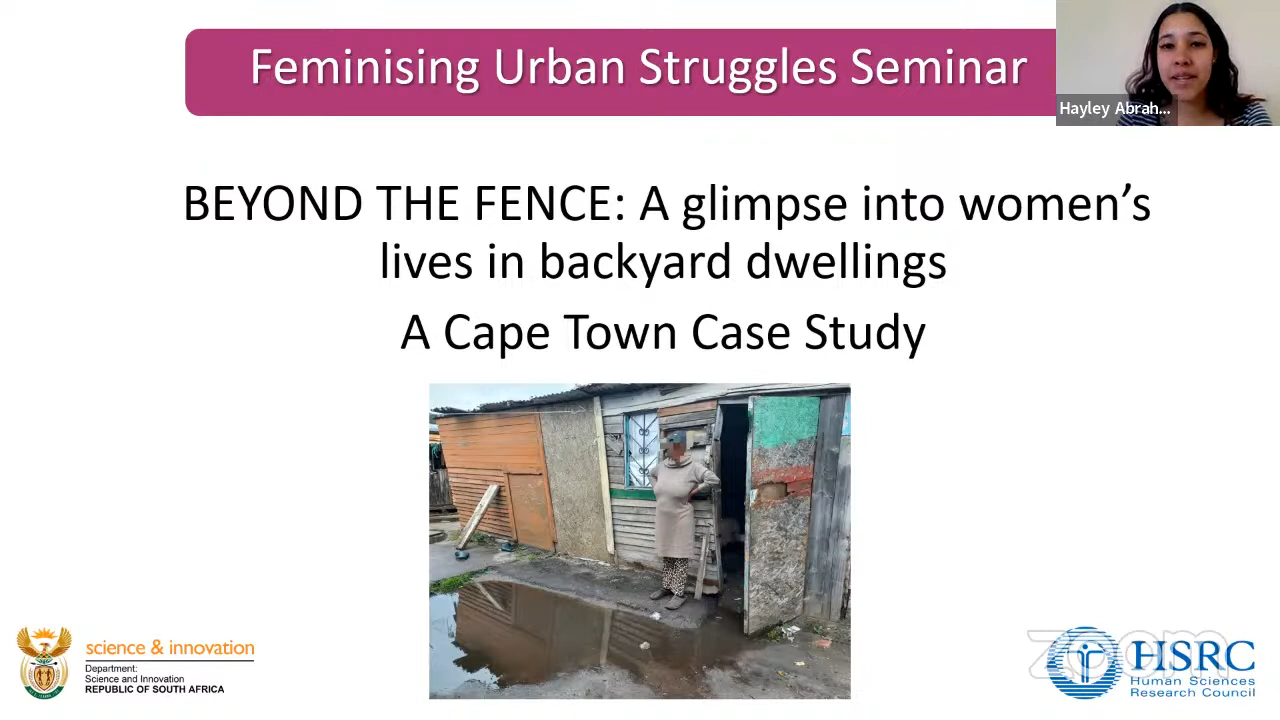 Feminising Urban Struggles Seminar
Hayley Abrah...
BEYOND THE FENCE: A glimpse into women’s
lives in backyard dwellings
A Cape Town Case Study
science & innovation
Department:
Science and Innovation
REPUBLIC OF SOUTH AFRICA
zoom
HSRC
Human Sciences
Research Council